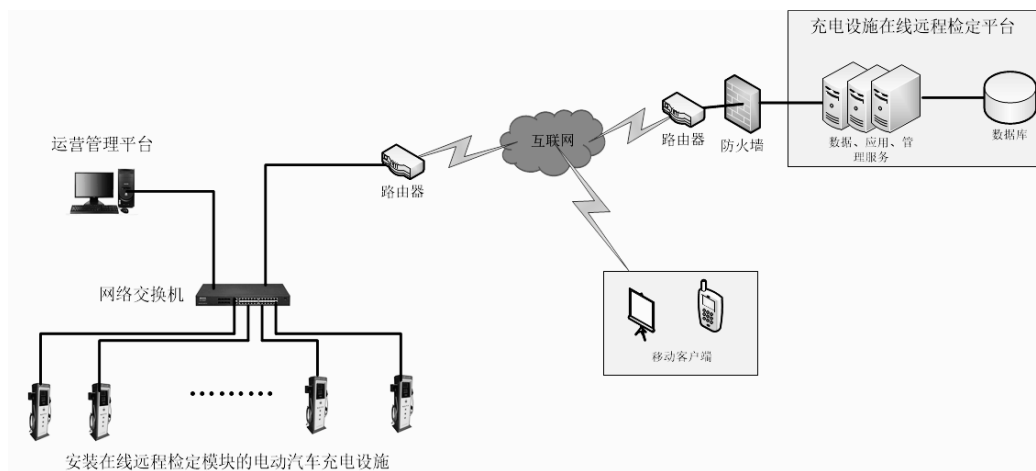 充电设施在线远程检定平台
运营管理平台
互联网
路由器
路由器
防火墙
数据、应用、管
理服务
数据库
网络交换机
移动客户端
安装在线远程检定模块的电动汽车充电设施